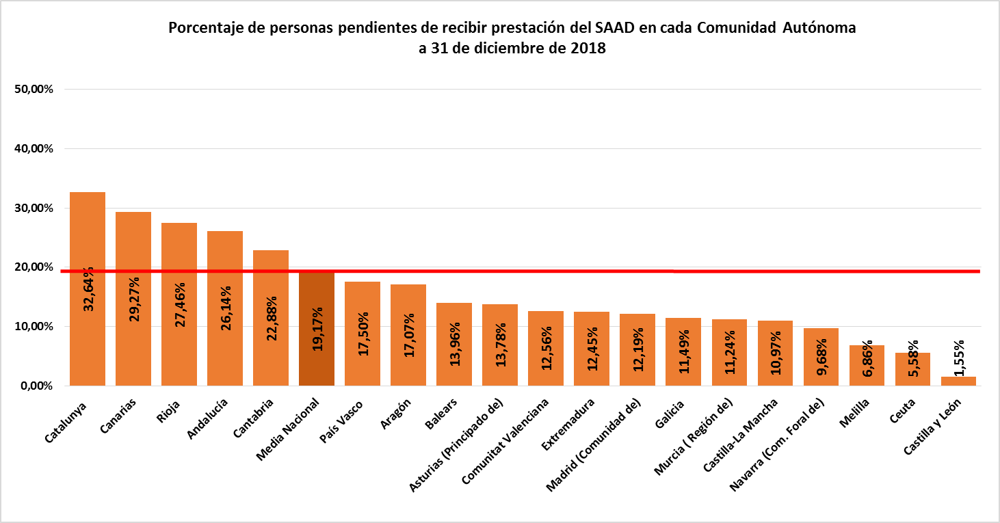 Porcentaje de personas pendientes de recibir prestación del SAAD en cada Comunidad Autónoma
a 31 de diciembre de 2018
50,00%
40,00%
30,00%
20,00%
10,00%
0,00%
32,64%
29,27%
27,46%
26,14%
22,88%
19,17%
17,50%
17,07%
13,96%
13,78%
12,56%
12,45%
12,19%
11,49%
11,24%
10,97%
9,68%
6,86%
5,58%
1,55%
Catalunya
Canarias
Rioja
Andalucía
Cantabria
Media Nacional
País Vasco
Aragón
Balears
Asturias (Principado de)
Comunitat Valenciana
Extremadura
Madrid (Comunidad de)
Galicia
Murcia ( Región de)
Castilla-La Mancha
Navarra (Com. Foral de)
Melilla
Ceuta
Castilla y León